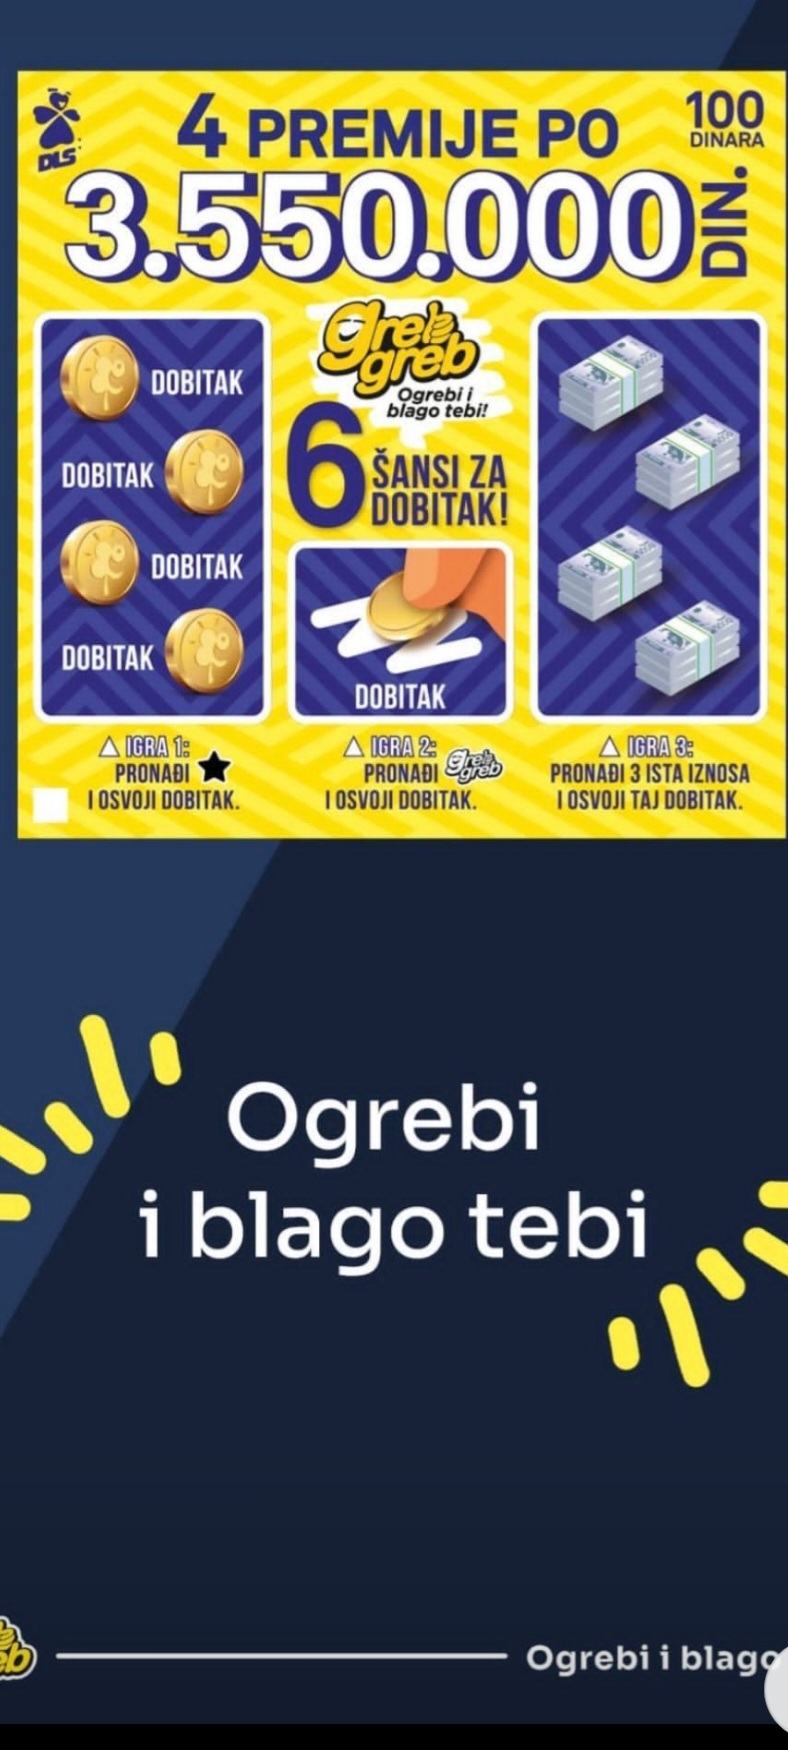 4 PREMIJE PO
100
DINARA
DLS
3.550.000 DIN.
greb
greb
Ogrebi i
blago tebi!
DOBITAK
DOBITAK
DOBITAK
DOBITAK
6 ŠANSI ZA
DOBITAK!
DOBITAK
IGRA 1:
PRONAĐI
I OSVOJI DOBITAK.
IGRA 2:
PRONAĐI greb greb
I OSVOJI DOBITAK.
IGRA 3:
PRONAĐI 3 ISTA IZNOSA
I OSVOJI TAJ DOBITAK.
Ogrebi
i blago tebi
Ogrebi i blago